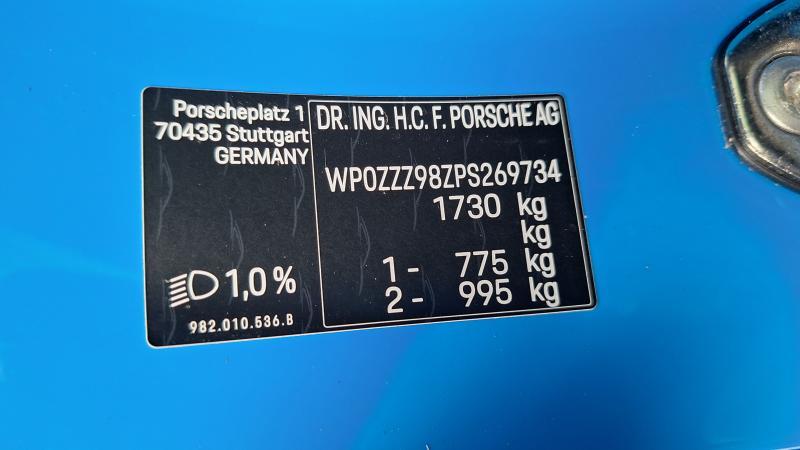 Porscheplatz 1
70435 Stuttgart
GERMANY
DR. ING. H.C. F. PORSCHE AG
WP0ZZZ98ZPS269734
1730 kg
kg
1 - 775 kg
2 - 995 kg
1,0 %
982.010.536.B